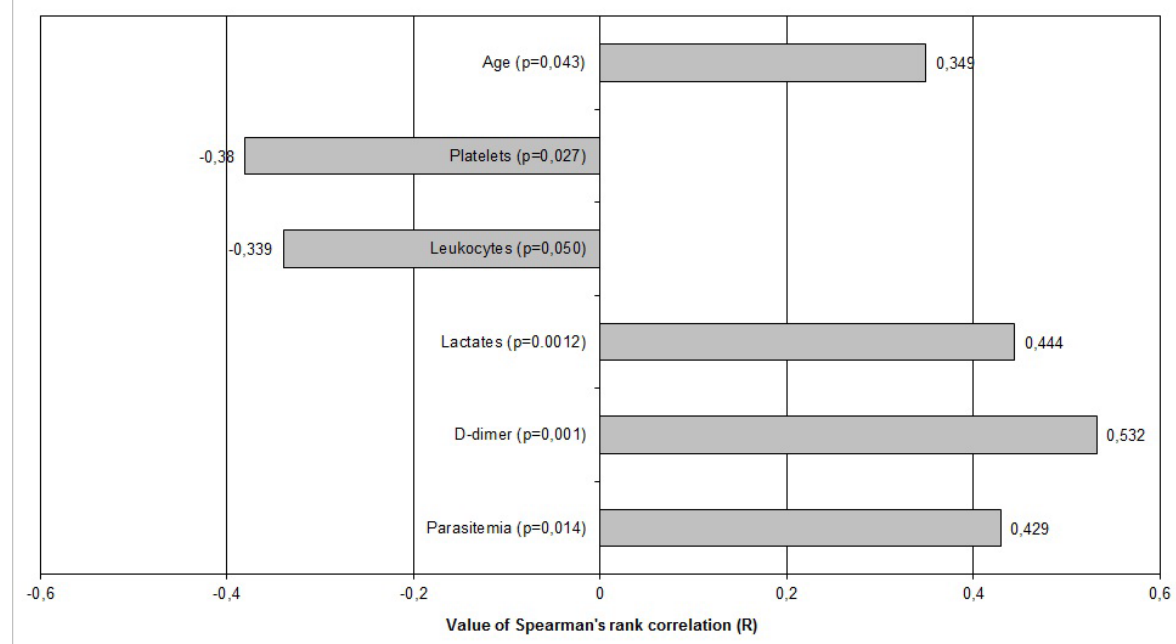 Age (p=0,043)
0,349
-0,38
Platelets (p=0,027)
-0,339
Leukocytes (p=0,050)
Lactates (p=0.0012)
0,444
D-dimer (p=0,001)
0,532
Parasitemia (p=0,014)
0,429
-0,6
-0,4
-0,2
0
0,2
0,4
0,6
Value of Spearman's rank correlation (R)